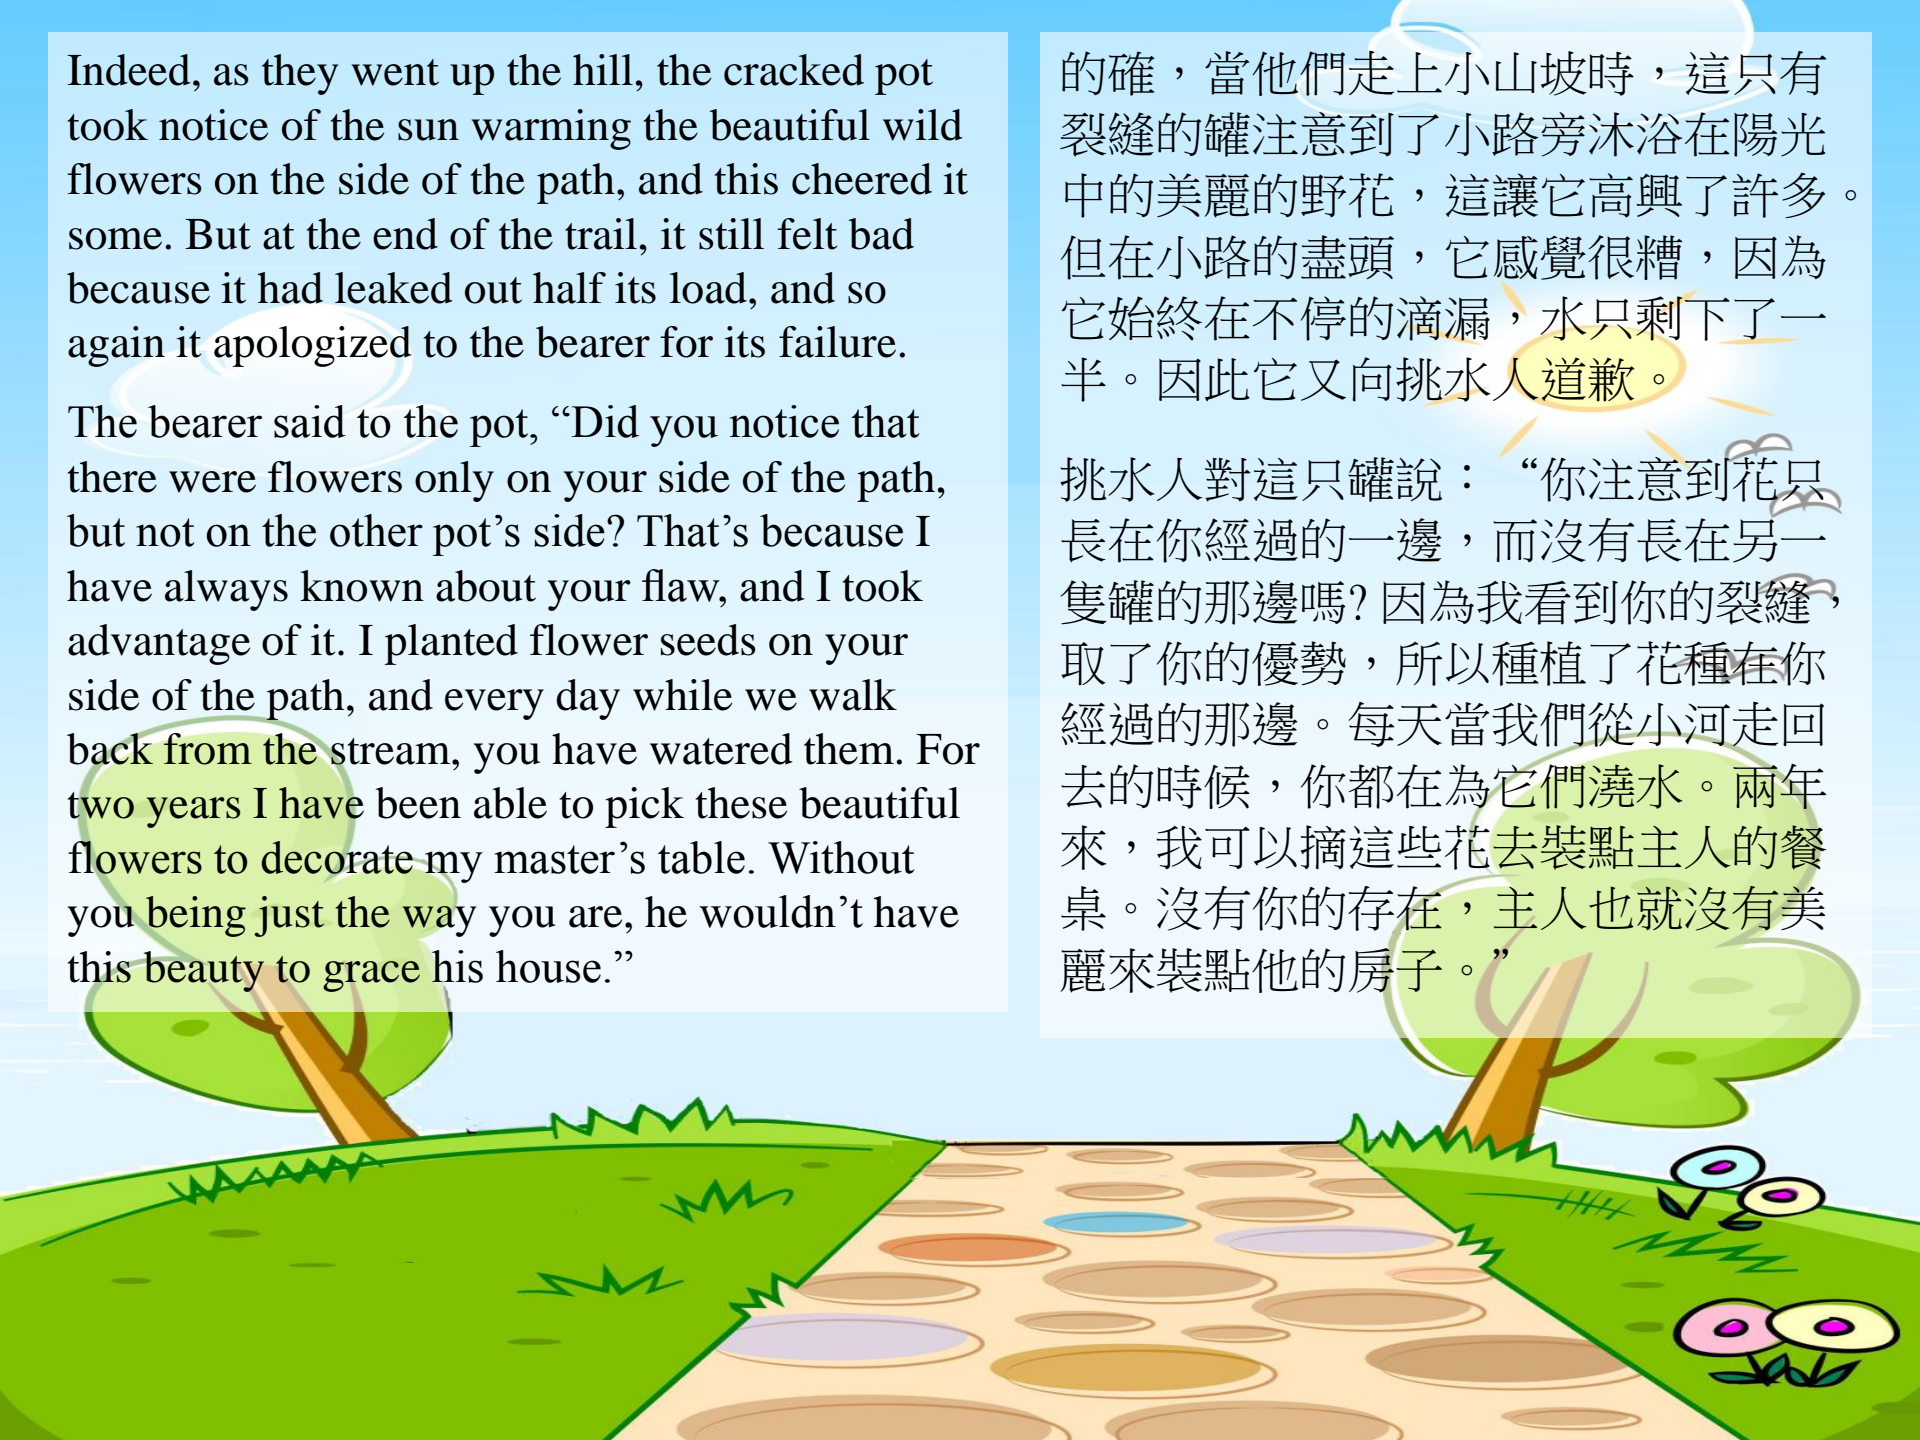 Indeed, as they went up the hill, the cracked pot
took notice of the sun warming the beautiful wild
flowers on the side of the path, and this cheered it
some. But at the end of the trail, it still felt bad
because it had leaked out half its load, and so
again it apologized to the bearer for its failure.
The bearer said to the pot, “Did you notice that
there were flowers only on your side of the path,
but not on the other pot’s side? That’s because I
have always known about your flaw, and I took
advantage of it. I planted flower seeds on your
side of the path, and every day while we walk
back from the stream, you have watered them. For
two years I have been able to pick these beautiful
flowers to decorate my master’s table. Without
you being just the way you are, he wouldn’t have
this beauty to grace his house.”
的確，當他們走上小山坡時，這只有
裂縫的罐注意到了小路旁沐浴在陽光
中的美麗的野花，這讓它高興了許多。
但在小路的盡頭，它感覺很糟，因為
它始終在不停的滴漏，水只剩下了一
半。因此它又向挑水人道歉。
挑水人對這只罐說：“你注意到花只
長在你經過的一邊，而沒有長在另一
隻罐的那邊嗎? 因為我看到你的裂縫，
取了你的優勢，所以種植了花種在你
經過的那邊。每天當我們從小河走回
去的時候，你都在為它們澆水。兩年
來，我可以摘這些花去裝點主人的餐
桌。沒有你的存在，主人也就沒有美
麗來裝點他的房子。”